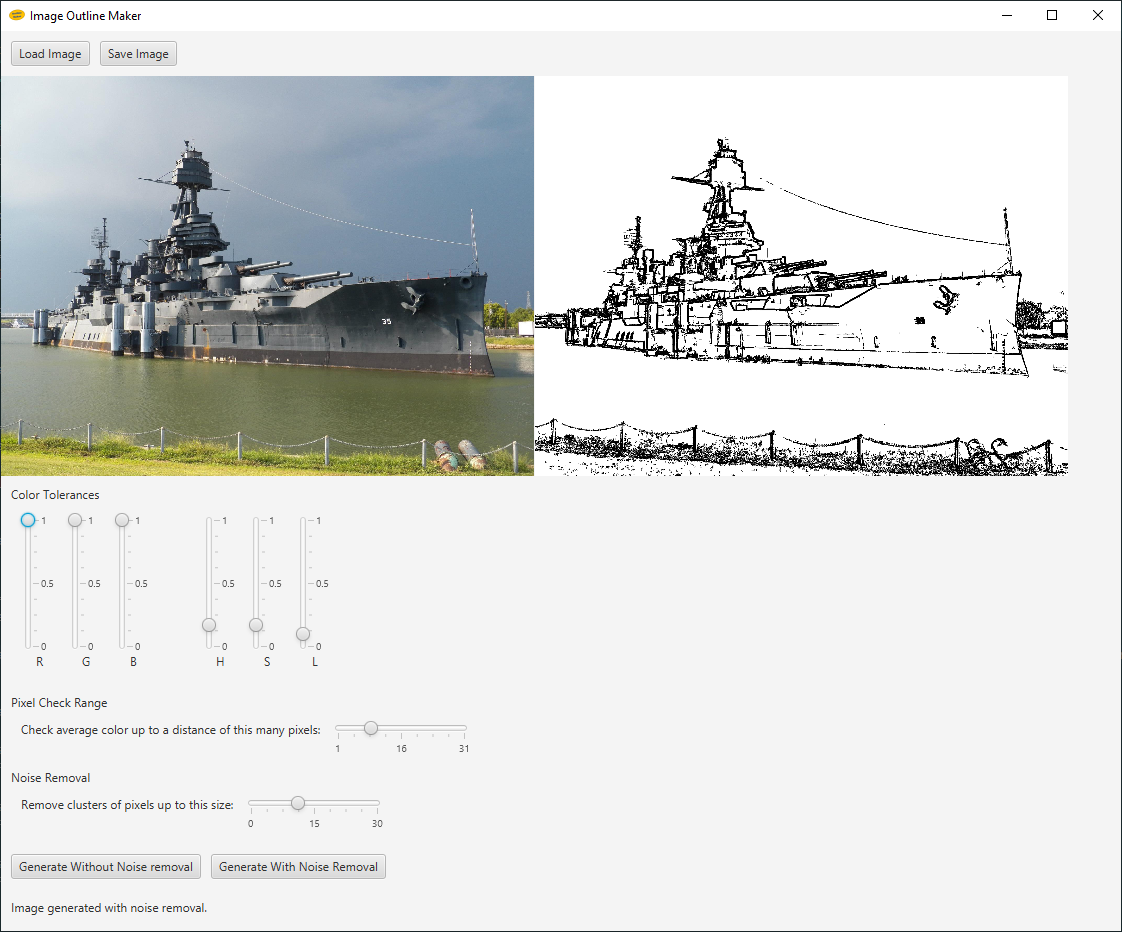 Image Outline Maker
Load Image Save Image
35
Color Tolerances
1 1 1 1 1 1
0.5 0.5 0.5 0.5 0.5 0.5
0 0 0 0 0 0
R G B H S L
Pixel Check Range
Check average color up to a distance of this many pixels:
1 16 31
Noise Removal
Remove clusters of pixels up to this size:
0 15 30
Generate Without Noise removal Generate With Noise Removal
Image generated with noise removal.